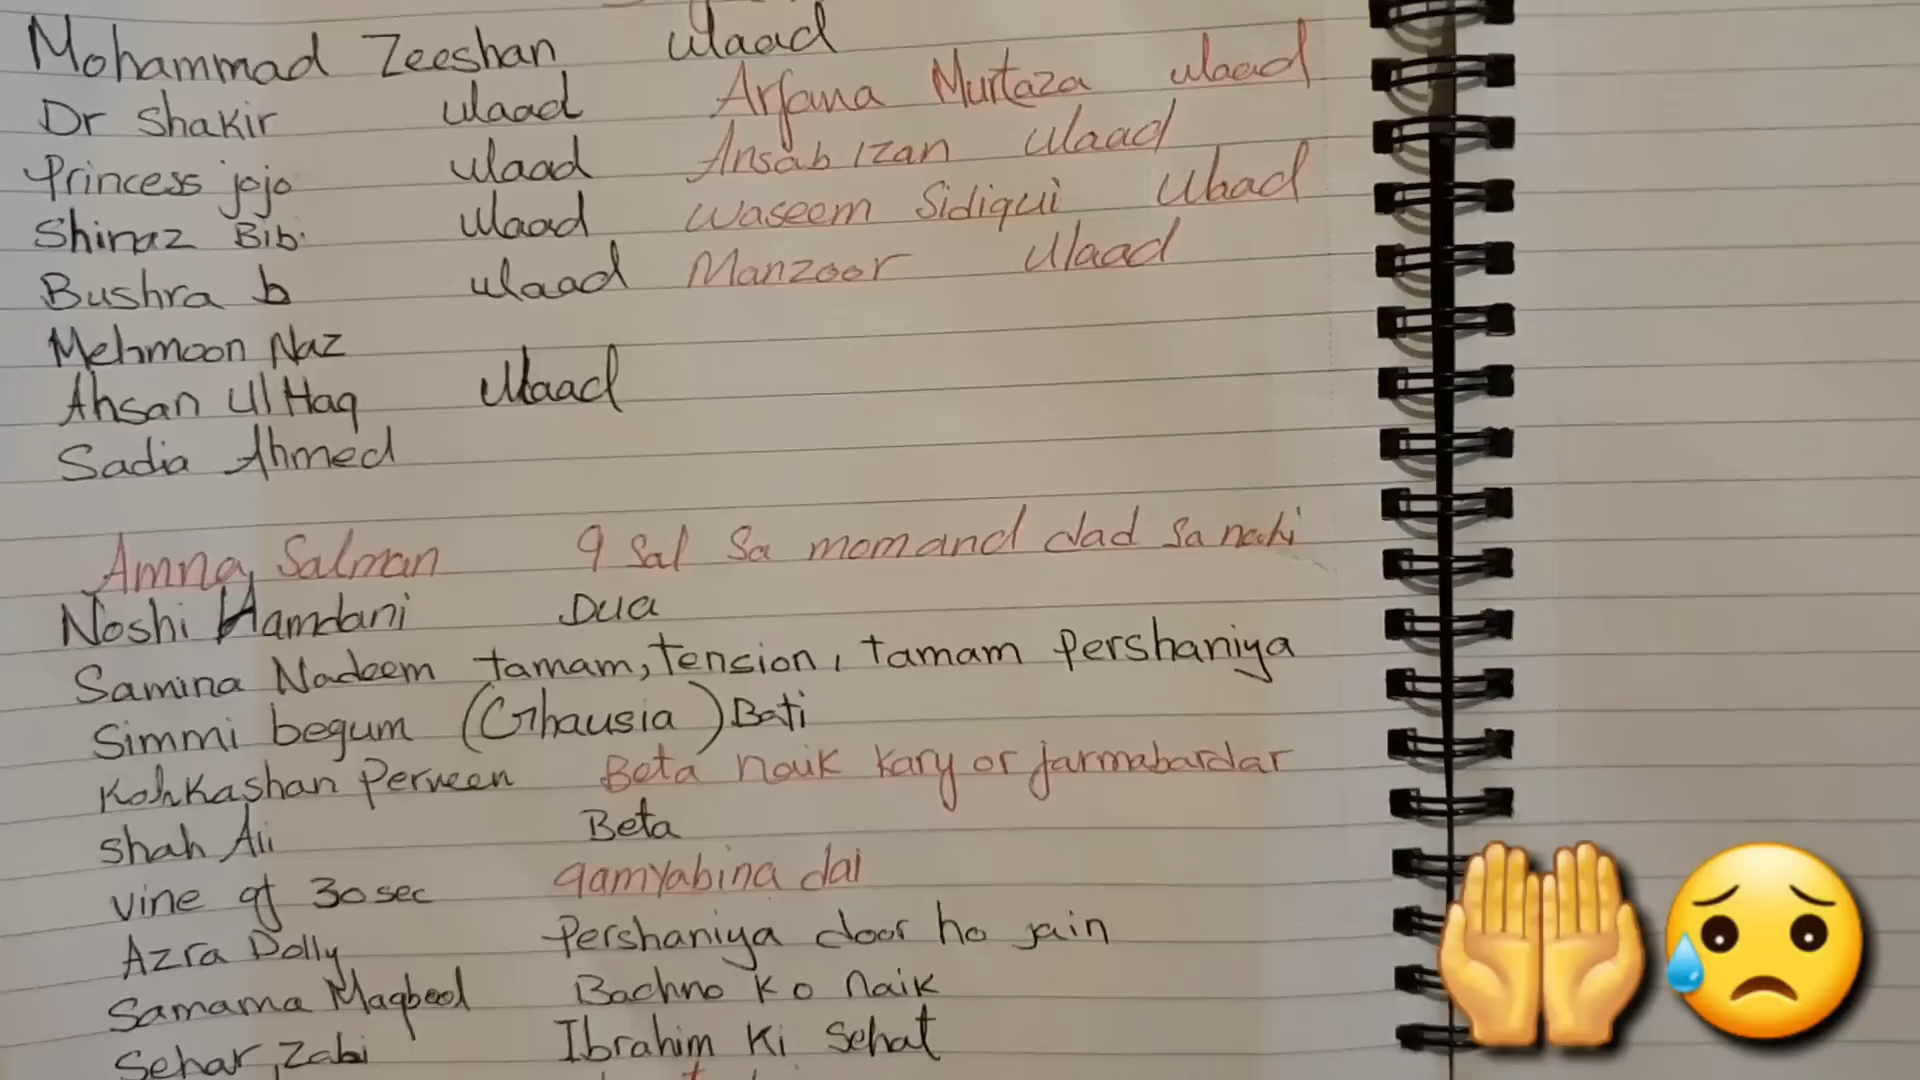 Mohammad Zeeshan ulaad
Dr Shakir ulaad Arfana Murtaza ulaad
Princess jojo ulaad Ansab Izan ulaad
Shiraz Bibi ulaad Waseem Sidiqui Ulaad
Bushra b ulaad Manzoor Ulaad
Mehmoon Naz
Ahsan Ul Haq Ulaad
Sadia Ahmed
Amna Salman 9 Sal Sa mom and dad Sa nahi
Noshi Hamdani Dua
Samina Nadeem tamam, tension, tamam Pershaniya
Simmi begum (Ghausia) Beti
Kohkashan Perveen Beta naik kary or farmabardar
Shah Ali Beta
Vine of 30 sec
Azra Dolly Pershaniya door ho jain
Samama Maqbool Bachno Ko Naik
Sehar Zabi Ibrahim Ki Sehat